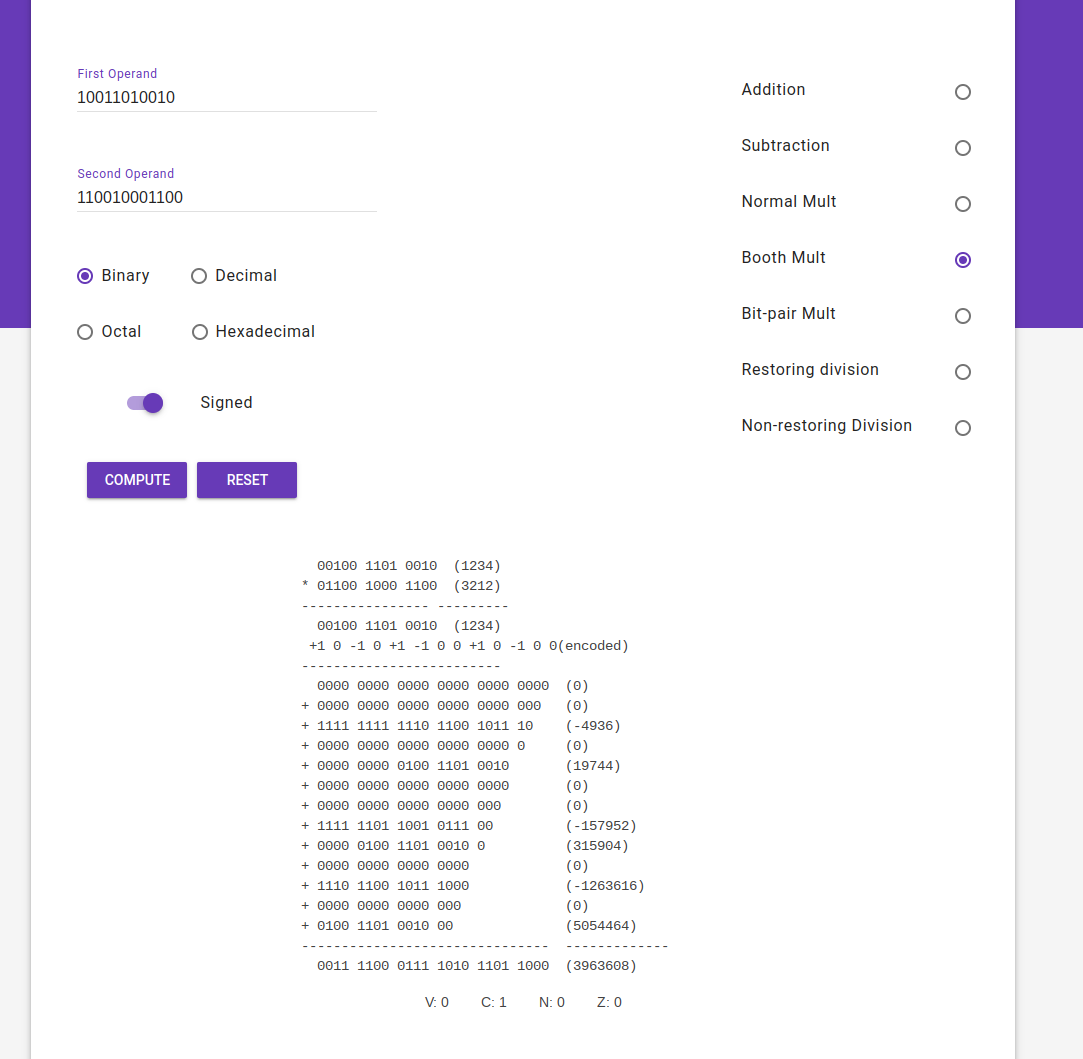 First Operand
10011010010
Second Operand
110010001100
Binary
Decimal
Octal
Hexadecimal
Signed
COMPUTE
RESET
Addition
Subtraction
Normal Mult
Booth Mult
Bit-pair Mult
Restoring division
Non-restoring Division
00100 1101 0010 (1234)
* 01100 1000 1100 (3212)
---------------- ---------
00100 1101 0010 (1234)
+1 0 -1 0 +1 -1 0 0 +1 0 -1 0 0(encoded)
-------------------------
0000 0000 0000 0000 0000 0000 (0)
+ 0000 0000 0000 0000 0000 000 (0)
+ 1111 1111 1110 1100 1011 10 (-4936)
+ 0000 0000 0000 0000 0000 0 (0)
+ 0000 0000 0100 1101 0010 (19744)
+ 0000 0000 0000 0000 0000 (0)
+ 0000 0000 0000 0000 000 (0)
+ 1111 1101 1001 0111 00 (-157952)
+ 0000 0100 1101 0010 0 (315904)
+ 0000 0000 0000 0000 (0)
+ 1110 1100 1011 1000 (-1263616)
+ 0000 0000 0000 000 (0)
+ 0100 1101 0010 00 (5054464)
----------------------------- -------------
0011 1100 0111 1010 1101 1000 (3963608)
V: 0 C: 1 N: 0 Z: 0